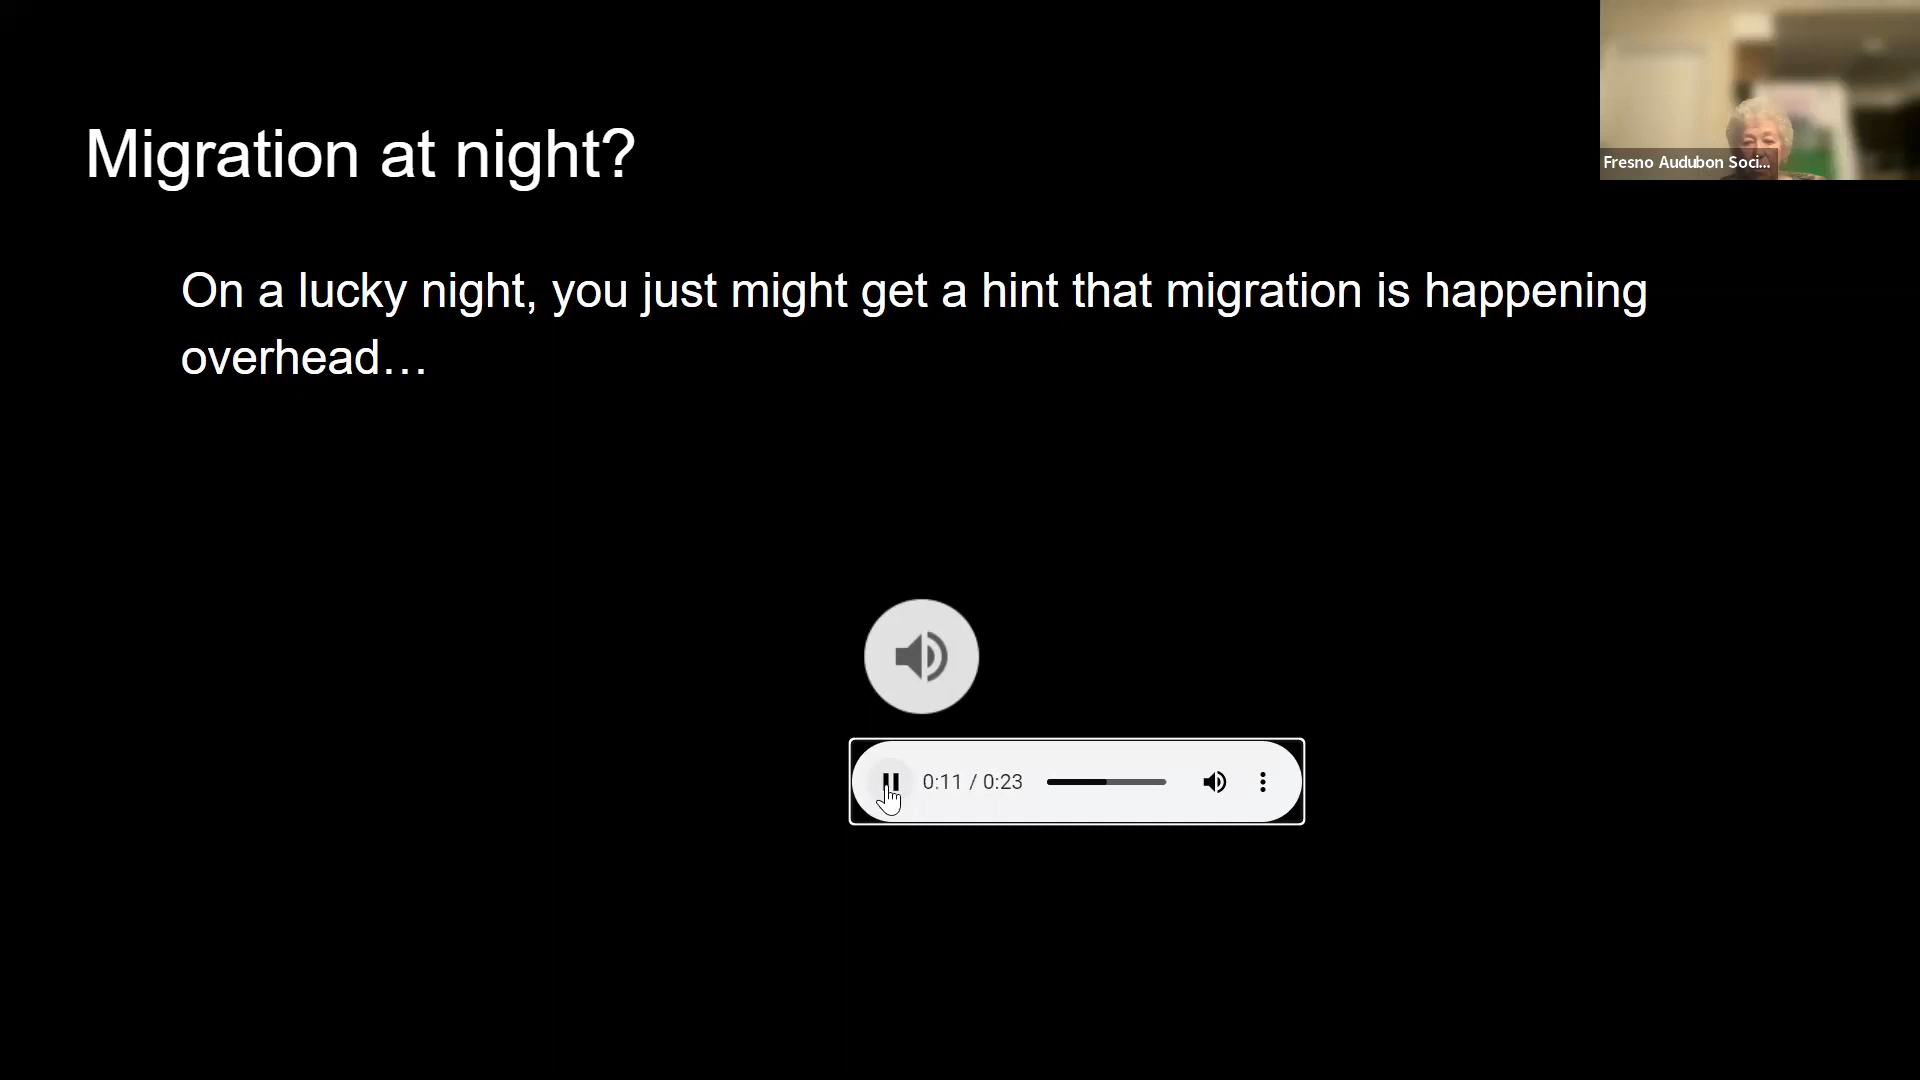 Migration at night?
Fresno Audubon Soci...
On a lucky night, you just might get a hint that migration is happening
overhead…
0:11 / 0:23